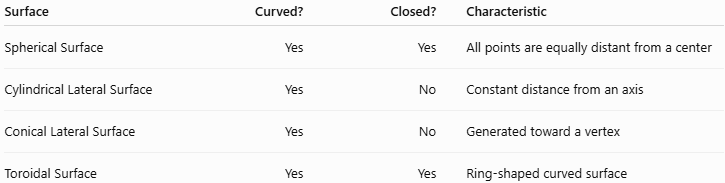 Surface Curved? Closed? Characteristic
Spherical Surface Yes Yes All points are equally distant from a center
Cylindrical Lateral Surface Yes No Constant distance from an axis
Conical Lateral Surface Yes No Generated toward a vertex
Toroidal Surface Yes Yes Ring-shaped curved surface